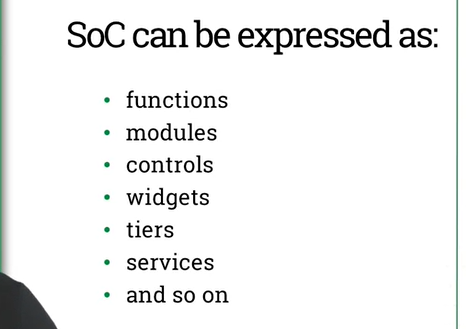 SoC can be expressed as:
• functions
• modules
• controls
• widgets
• tiers
• services
• and so on